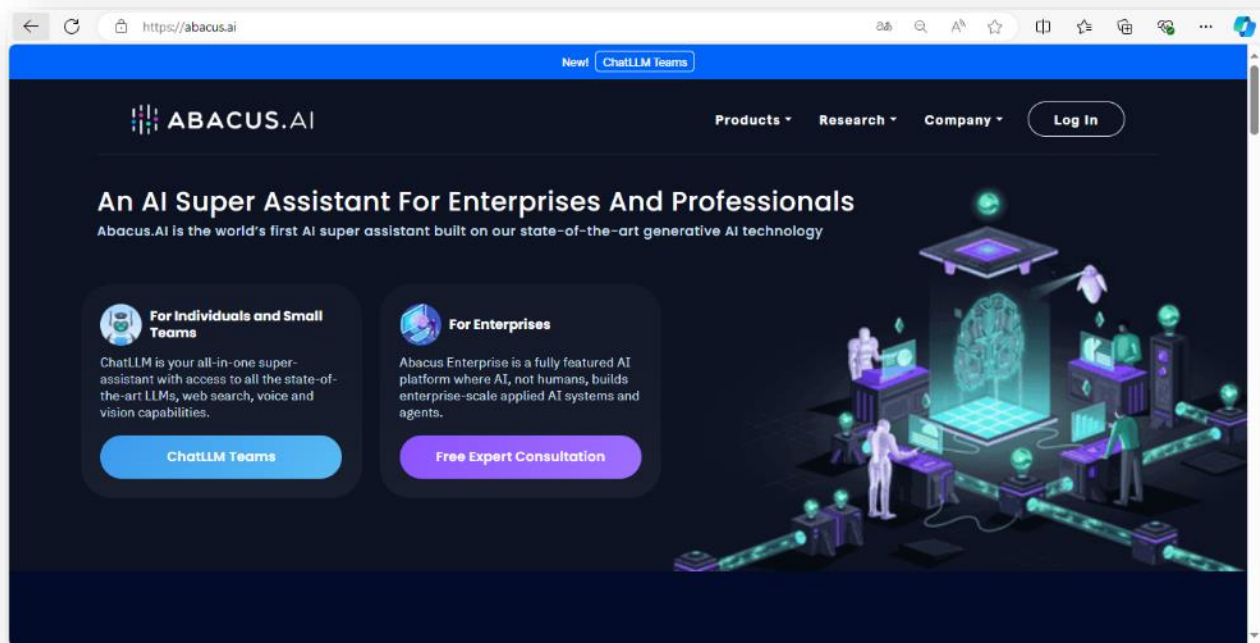 https://abacus.ai
New! ChatLLM Teams
ABACUS.AI
Products
Research
Company
Log In
An AI Super Assistant For Enterprises And Professionals
Abacus.AI is the world's first AI super assistant built on our state-of-the-art generative AI technology
For Individuals and Small
Teams
ChatLLM is your all-in-one super-
assistant with access to all the state-of-
the-art LLMs, web search, voice and
vision capabilities.
ChatLLM Teams
For Enterprises
Abacus Enterprise is a fully featured AI
platform where AI, not humans, builds
enterprise-scale applied AI systems and
agents.
Free Expert Consultation